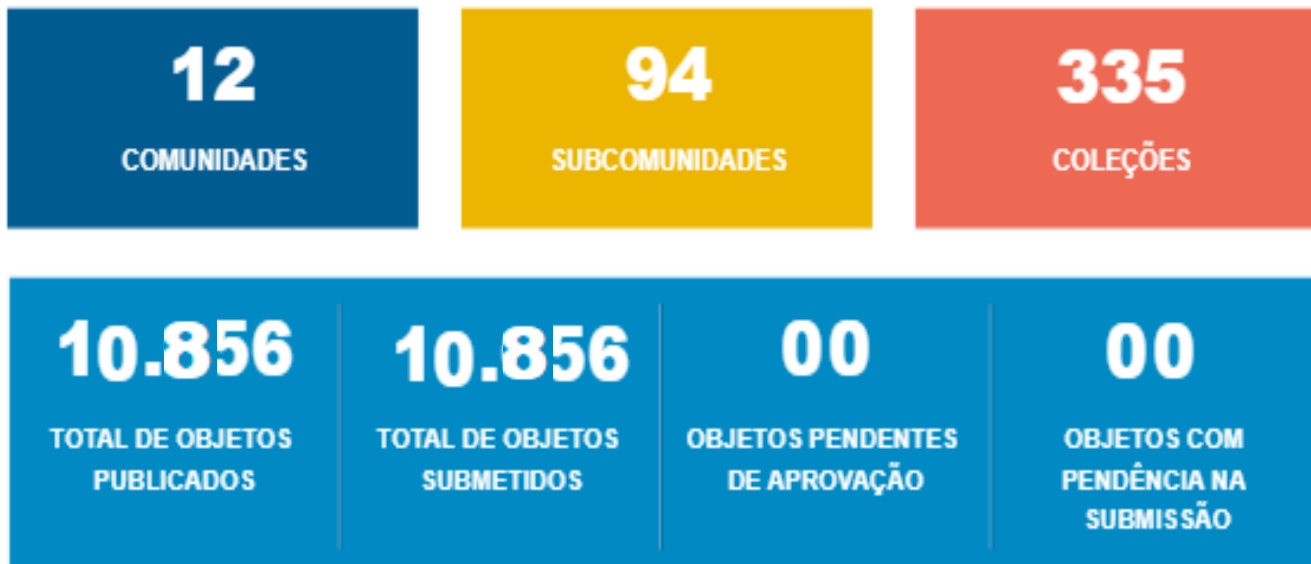 12
COMUNIDADES
94
SUBCOMUNIDADES
335
COLEÇÕES
10.856
TOTAL DE OBJETOS
PUBLICADOS
10.856
TOTAL DE OBJETOS
SUBMETIDOS
00
OBJETOS PENDENTES
DE APROVAÇÃO
00
OBJETOS COM
PENDÊNCIA NA
SUBMISSÃO